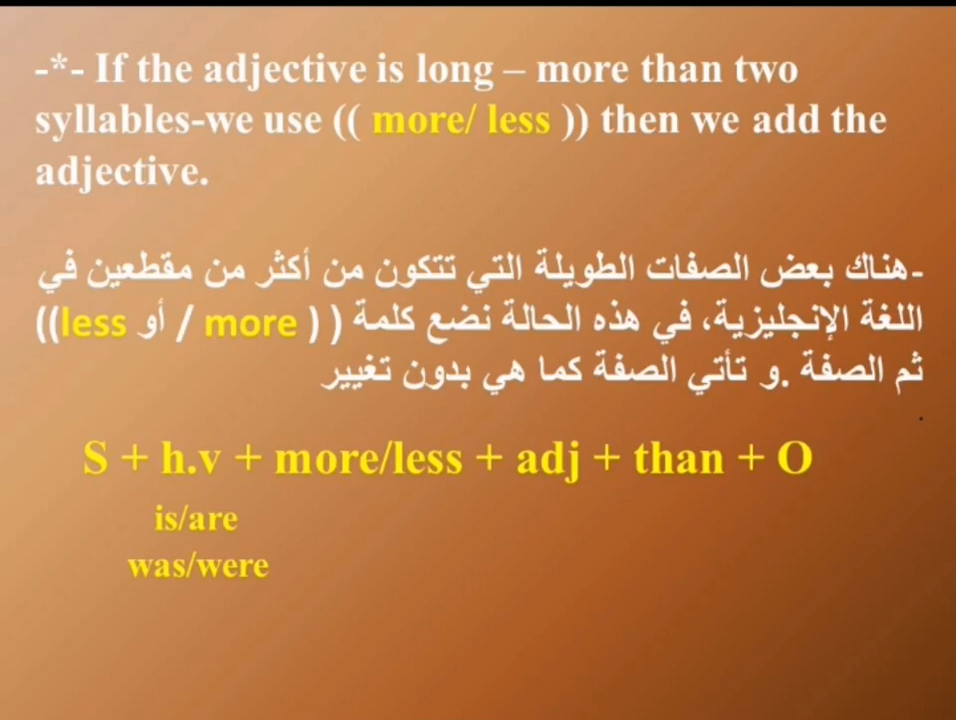 -*- If the adjective is long – more than two
syllables-we use (( more/ less )) then we add the
adjective.
-هناك بعض الصفات الطويلة التي تتكون من أكثر من مقطعين في
اللغة الإنجليزية، في هذه الحالة نضع كلمة ( ( more / أو less))
ثم الصفة .و تأتي الصفة كما هي بدون تغيير
.
S + h.v + more/less + adj + than + O
is/are
was/were